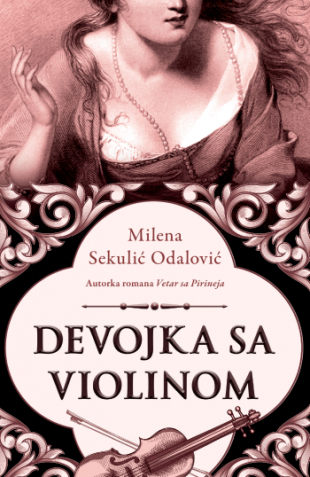 Milena
Sekulić Odalović
Autorka romana Vetar sa Pirineja
DEVOJKA SA
VIOLINOM